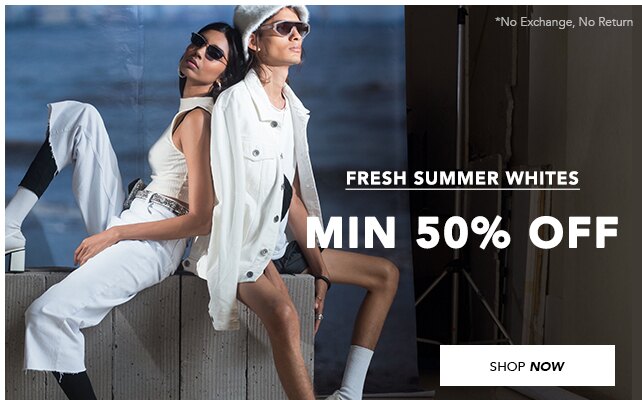 *No Exchange, No Return
FRESH SUMMER WHITES
MIN 50% OFF
SHOP NOW